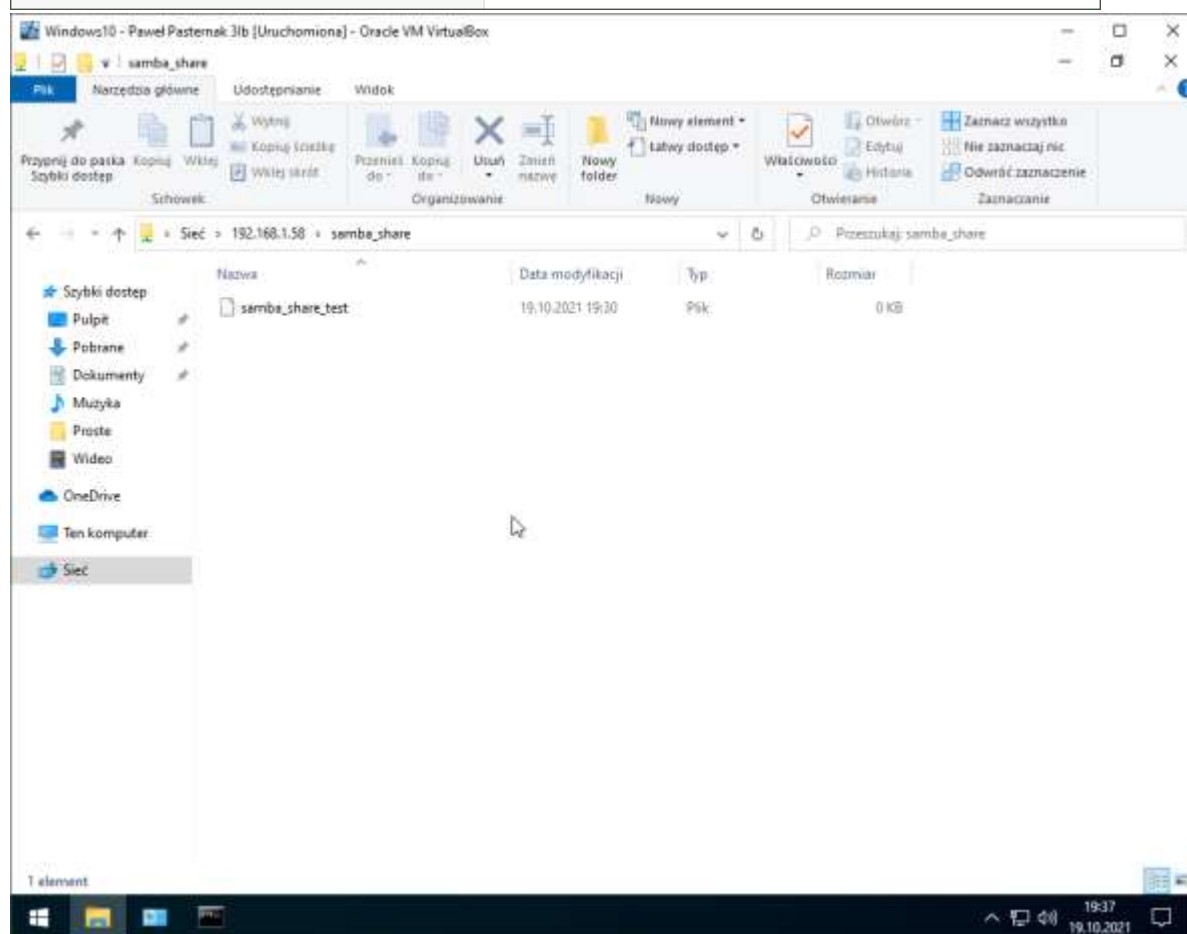 Windows10 - Paweł Pasternak 3lb [Uruchomiona] - Oracle VM VirtualBox
samba_share
Plik Narzędzia główne Udostępnianie Widok
Przypnij do paska Szybki dostęp
Kopiuj
Wklej
Wytnij
Kopiuj ścieżkę
Wklej skrót
Schowek
Przenieś do
Kopiuj do
Usuń
Zmień nazwę
Organizowanie
Nowy folder
Nowy element
Łatwy dostęp
Nowy
Właściwości
Otwórz
Edytuj
Historia
Otwieranie
Zaznacz wszystko
Nie zaznaczaj nic
Odwróć zaznaczenie
Zaznaczanie
Sieć > 192.168.1.58 > samba_share
Przeszukaj: samba_share
Nazwa Data modyfikacji Typ Rozmiar
samba_share_test 19.10.2021 19:30 Plik 0 KB
Szybki dostęp
Pulpit
Pobrane
Dokumenty
Muzyka
Proste
Wideo
OneDrive
Ten komputer
Sieć
1 element
19:37
19.10.2021